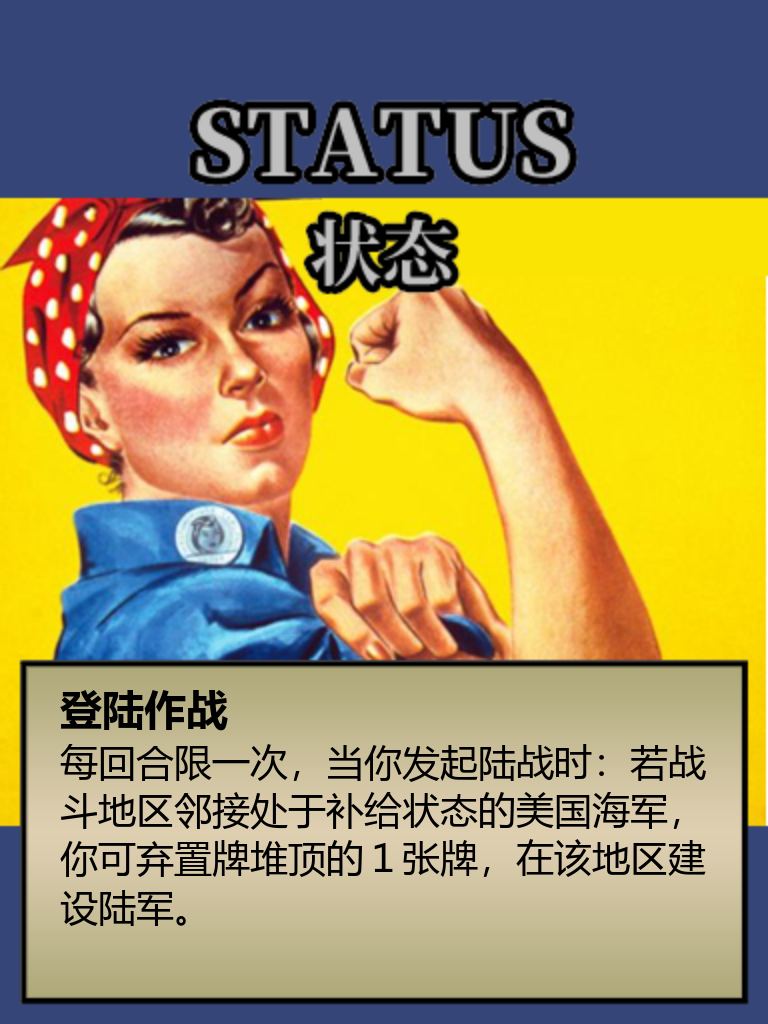 STATUS
状态
登陆作战
每回合限一次，当你发起陆战时：若战
斗地区邻接处于补给状态的美国海军，
你可弃置牌堆顶的1张牌，在该地区建
设陆军。